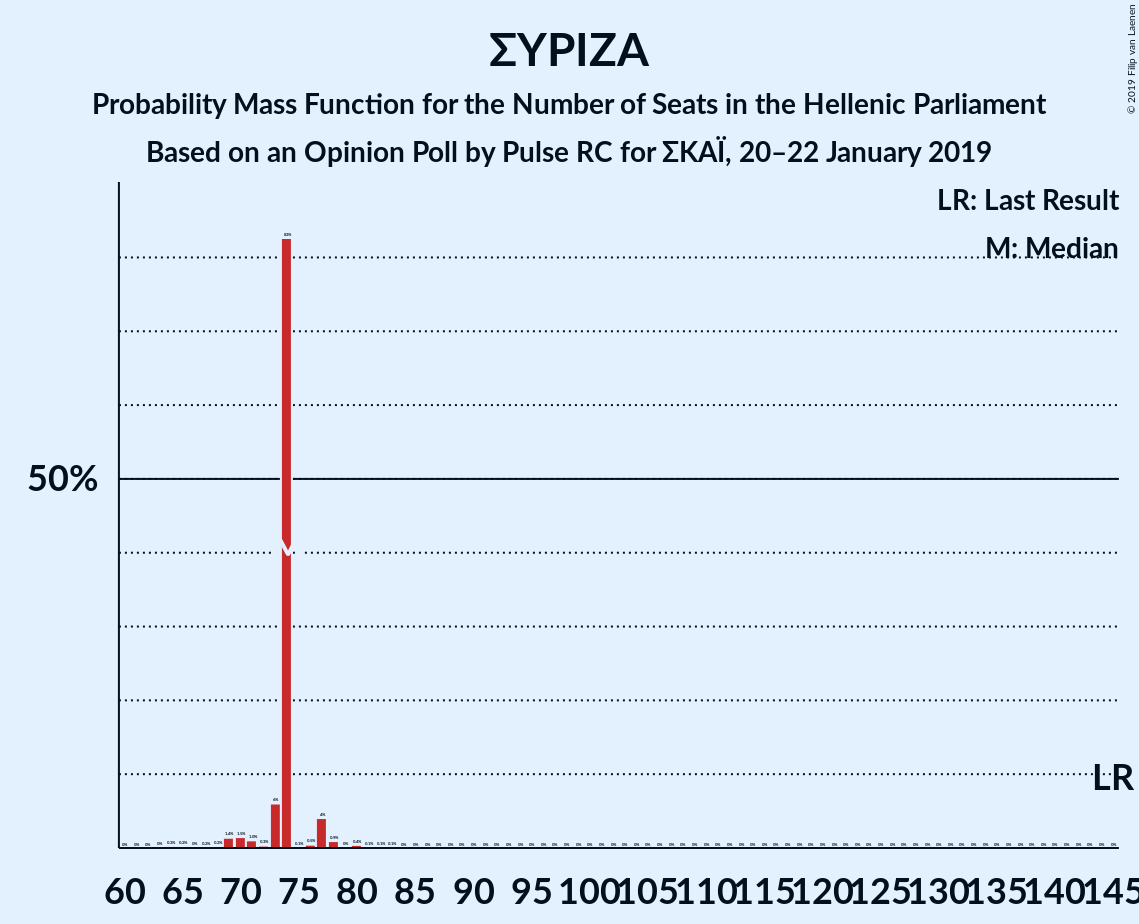 ΣΥΡΙΖΑ
Probability Mass Function for the Number of Seats in the Hellenic Parliament
Based on an Opinion Poll by Pulse RC for ΣΚΑΪ, 20–22 January 2019
© 2019 Filip van Laenen
LR: Last Result
M: Median
50%
LR
60 65 70 75 80 85 90 95 100 105 110 115 120 125 130 135 140 145